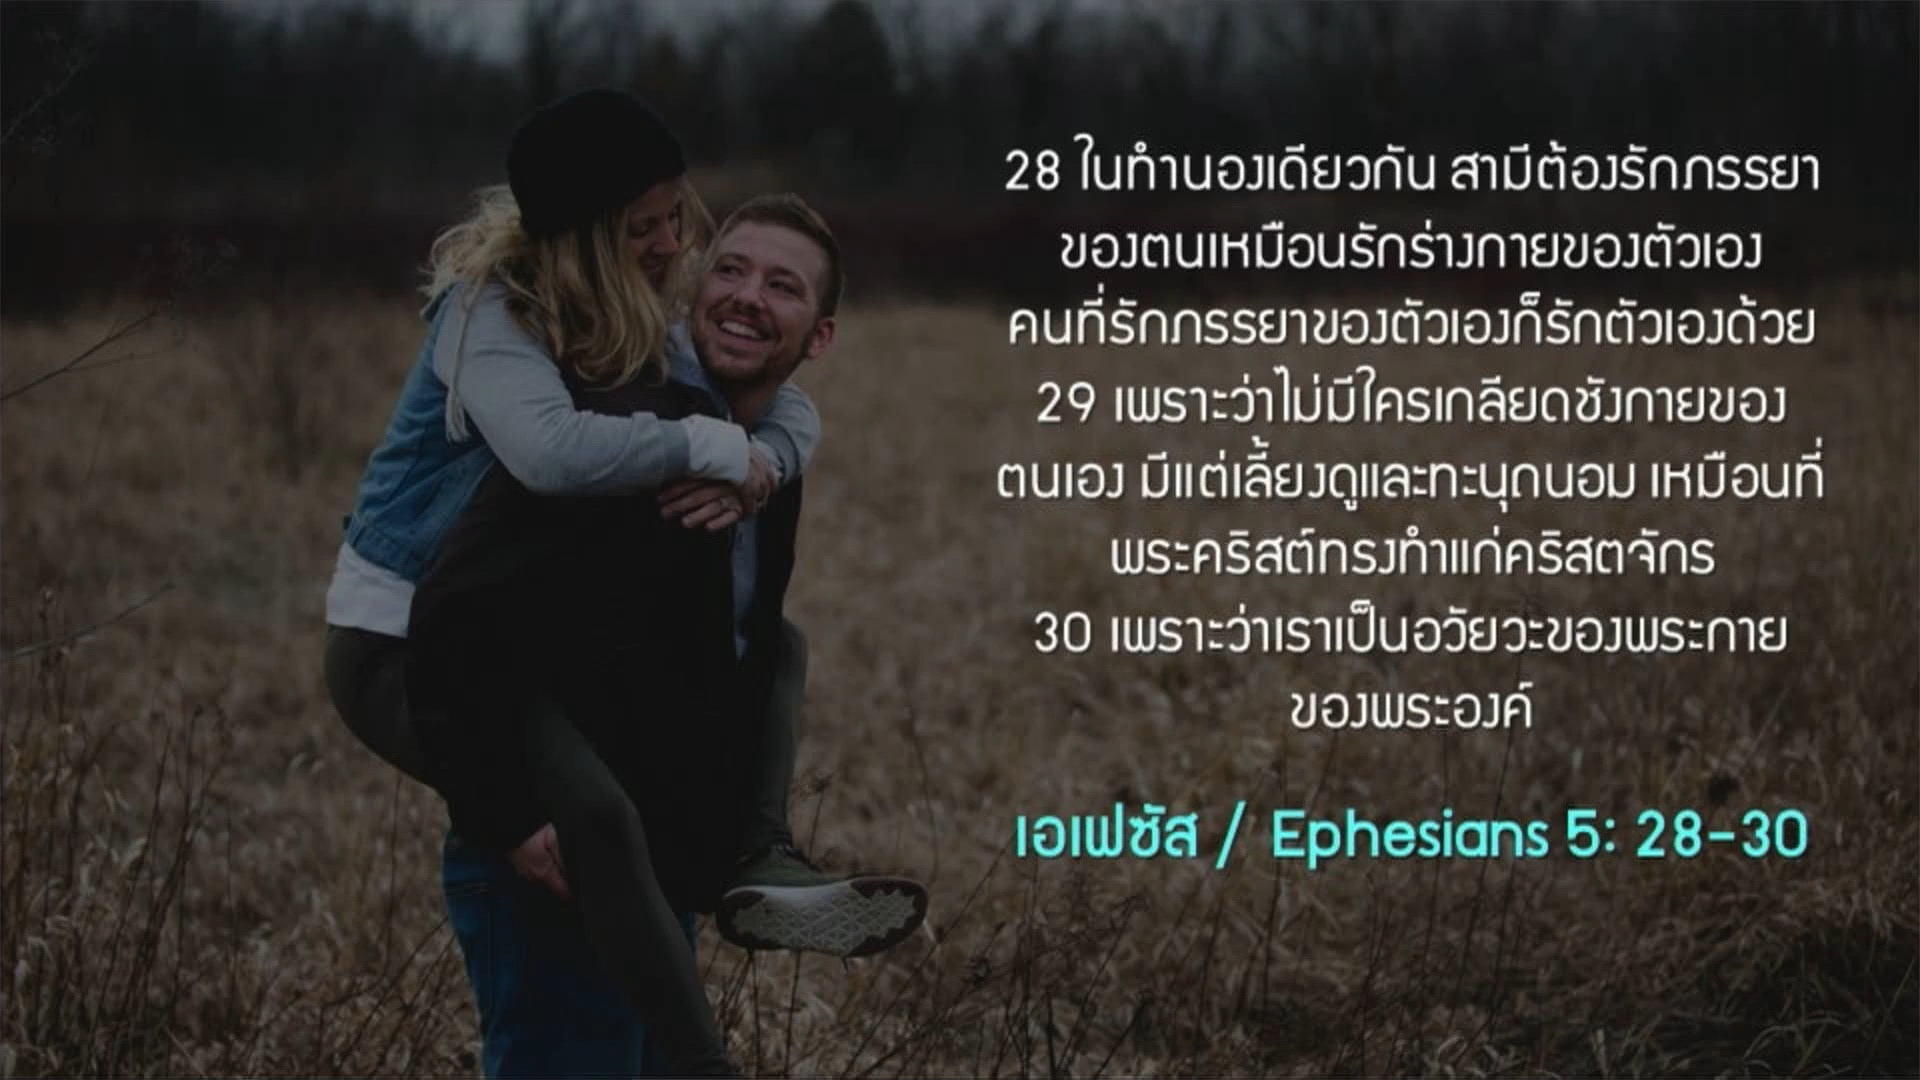 28 ในทำนองเดียวกัน สามีต้องรักภรรยา
ของตนเหมือนรักร่างกายของตัวเอง
คนที่รักภรรยาของตัวเองก็รักตัวเองด้วย
29 เพราะว่าไม่มีใครเกลียดชังกายของ
ตนเอง มีแต่เลี้ยงดูและทะนุถนอม เหมือนที่
พระคริสต์ทรงทำแก่คริสตจักร
30 เพราะว่าเราเป็นอวัยวะของพระกาย
ของพระองค์
เอเฟซัส / Ephesians 5: 28-30